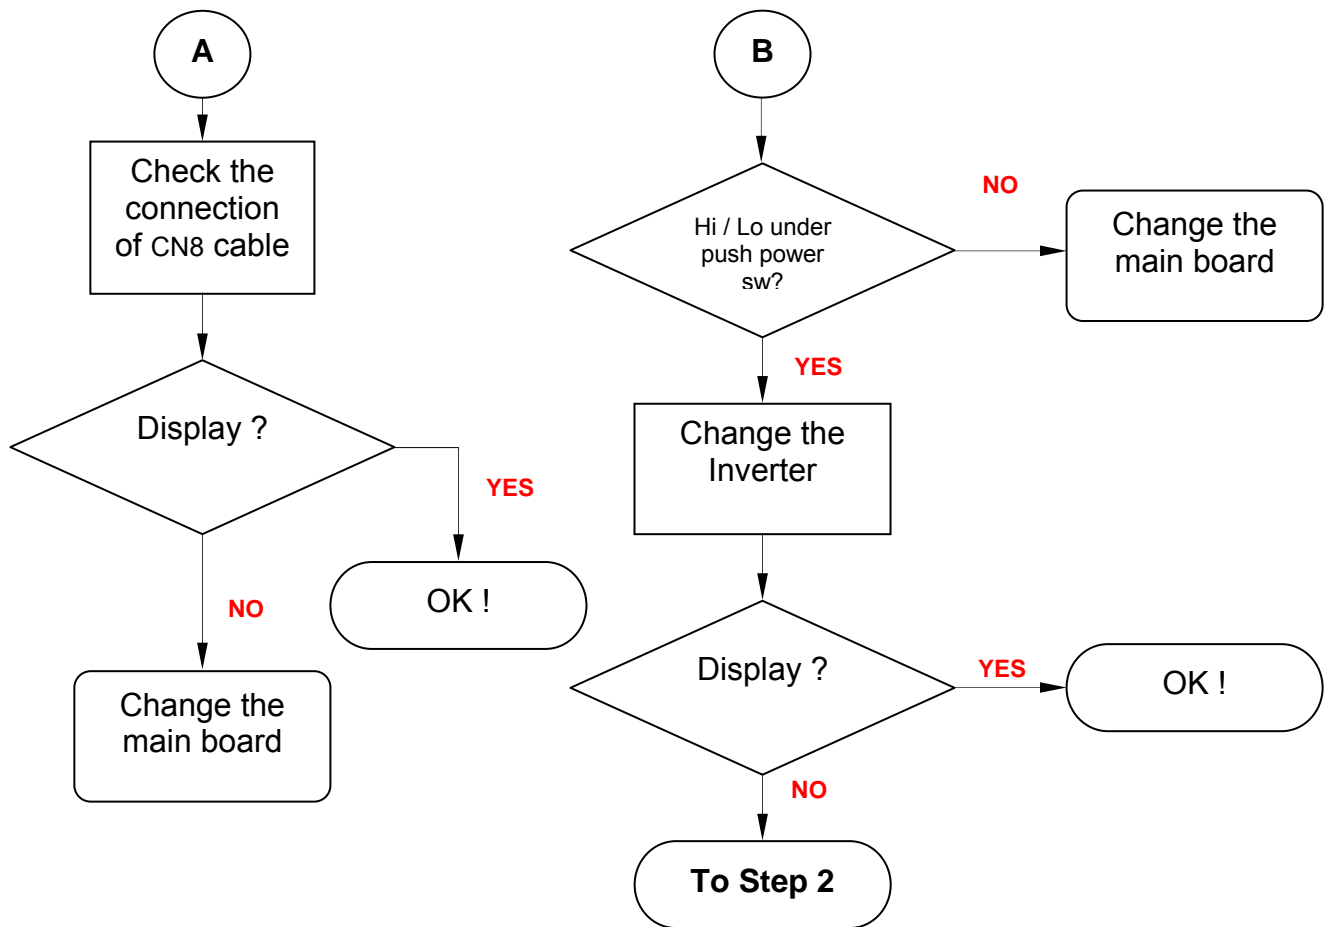 A
Check the
connection
of CN8 cable
Display ?
YES
OK !
NO
Change the
main board
B
Hi / Lo under
push power
sw?
NO
Change the
main board
YES
Change the
Inverter
Display ?
YES
OK !
NO
To Step 2